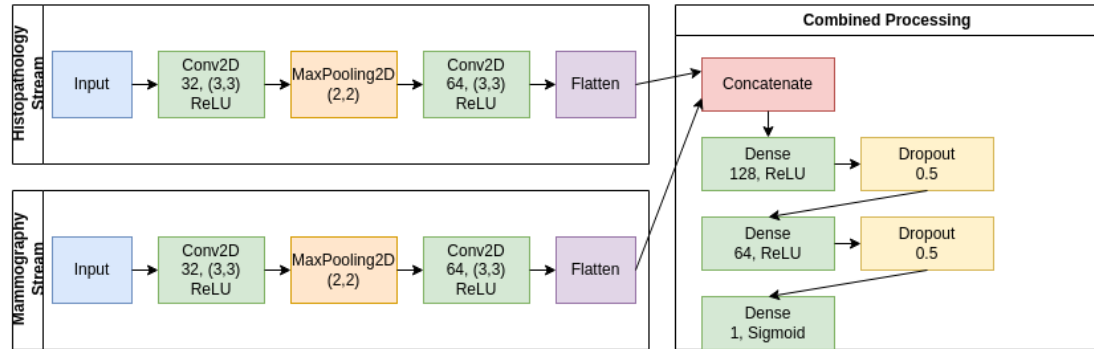 Histopathology
Stream
Input
Conv2D
32, (3,3)
ReLU
MaxPooling2D
(2,2)
Conv2D
64, (3,3)
ReLU
Flatten
Mammography
Stream
Input
Conv2D
32, (3,3)
ReLU
MaxPooling2D
(2,2)
Conv2D
64, (3,3)
ReLU
Flatten
Combined Processing
Concatenate
Dense
128, ReLU
Dropout
0.5
Dense
64, ReLU
Dropout
0.5
Dense
1, Sigmoid